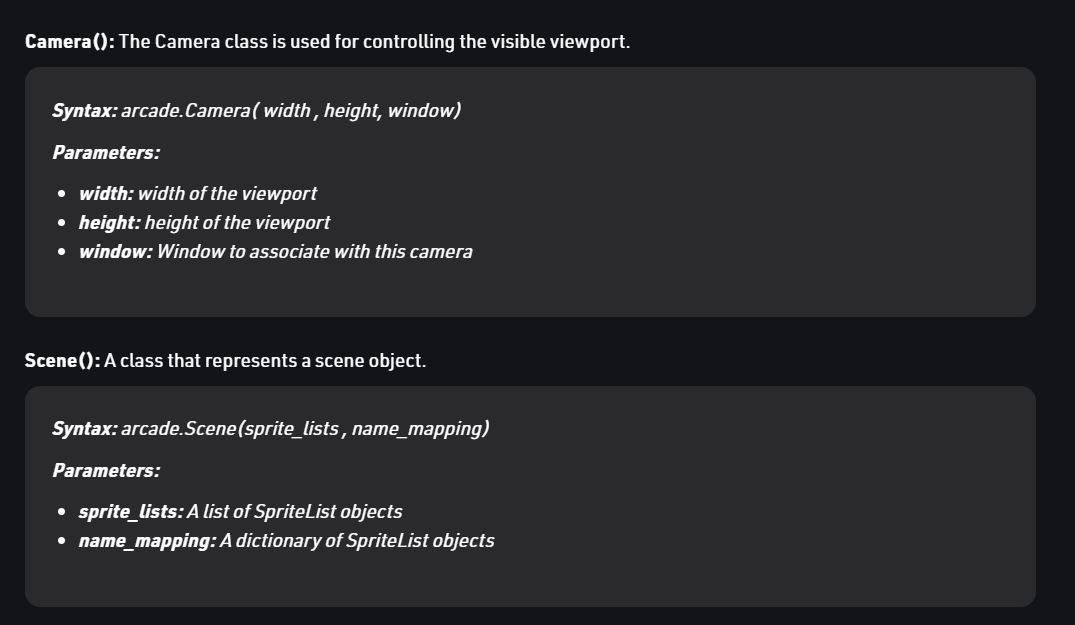 Camera(): The Camera class is used for controlling the visible viewport.
Syntax: arcade.Camera( width , height, window)
Parameters:
• width: width of the viewport
• height: height of the viewport
• window: Window to associate with this camera
Scene(): A class that represents a scene object.
Syntax: arcade.Scene(sprite_lists , name_mapping)
Parameters:
• sprite_lists: A list of SpriteList objects
• name_mapping: A dictionary of SpriteList objects